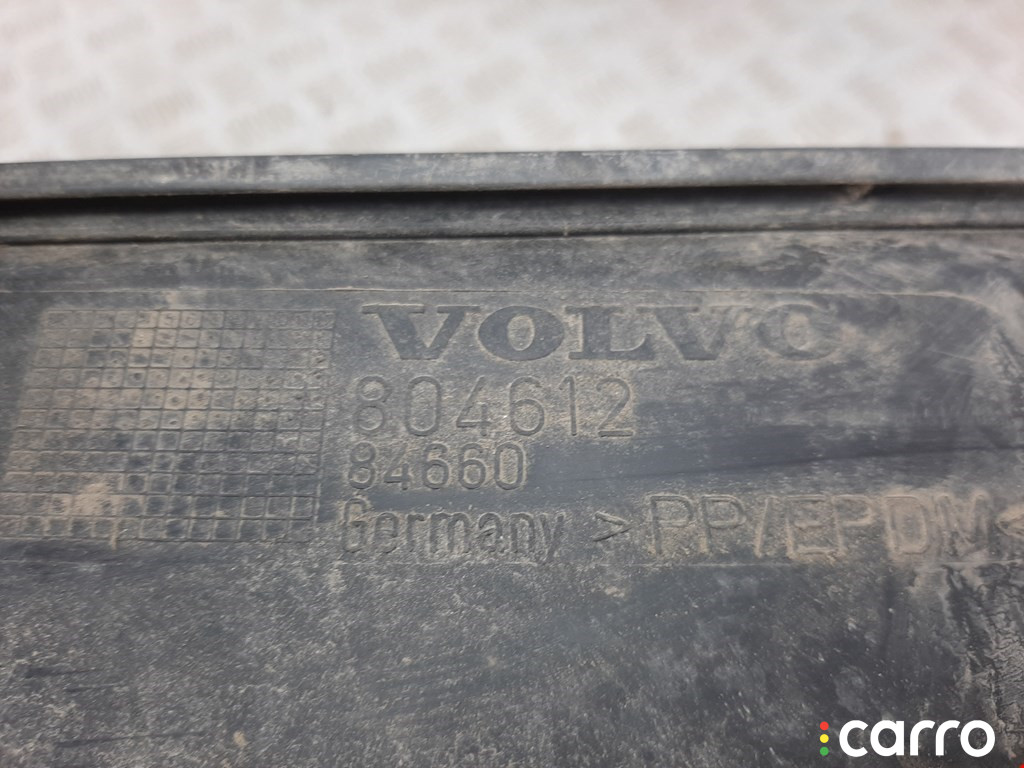 VOLVO
804612
84660
Germany >PP/EPDM<
carro